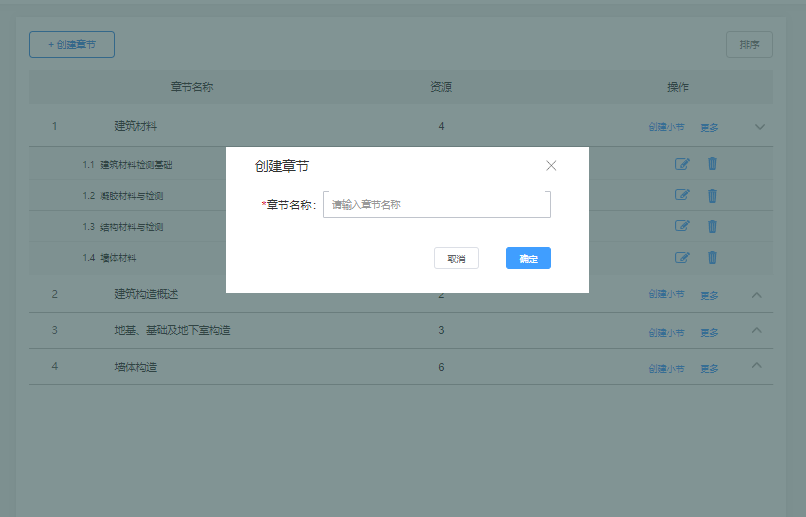 + 创建章节
排序
章节名称 资源 操作
1 建筑材料 4 创建小节 更多
创建章节
1.1 建筑材料检测基础
1.2 凝胶材料与检测
*章节名称： 请输入章节名称
1.3 结构材料与检测
1.4 墙体材料
取消 确定
2 建筑构造概述 2 创建小节 更多
3 地基、基础及地下室构造 3 创建小节 更多
4 墙体构造 6 创建小节 更多